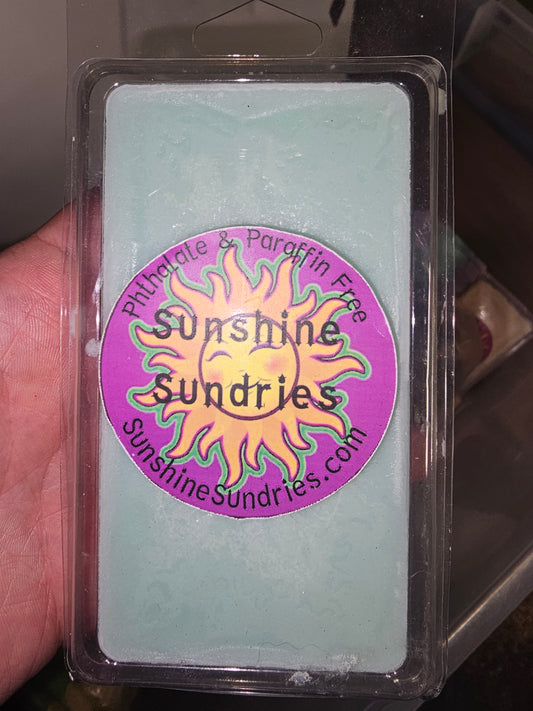 Phthalate & Paraffin Free
Sunshine
Sundries
SunshineSundries.com